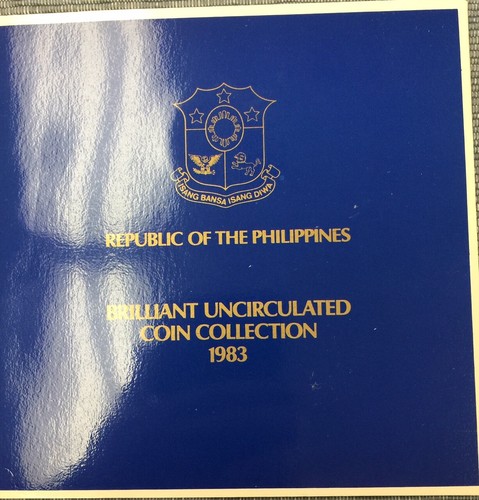 ISANG BANSA ISANG DIWA
REPUBLIC OF THE PHILIPPINES
BRILLIANT UNCIRCULATED
COIN COLLECTION
1983